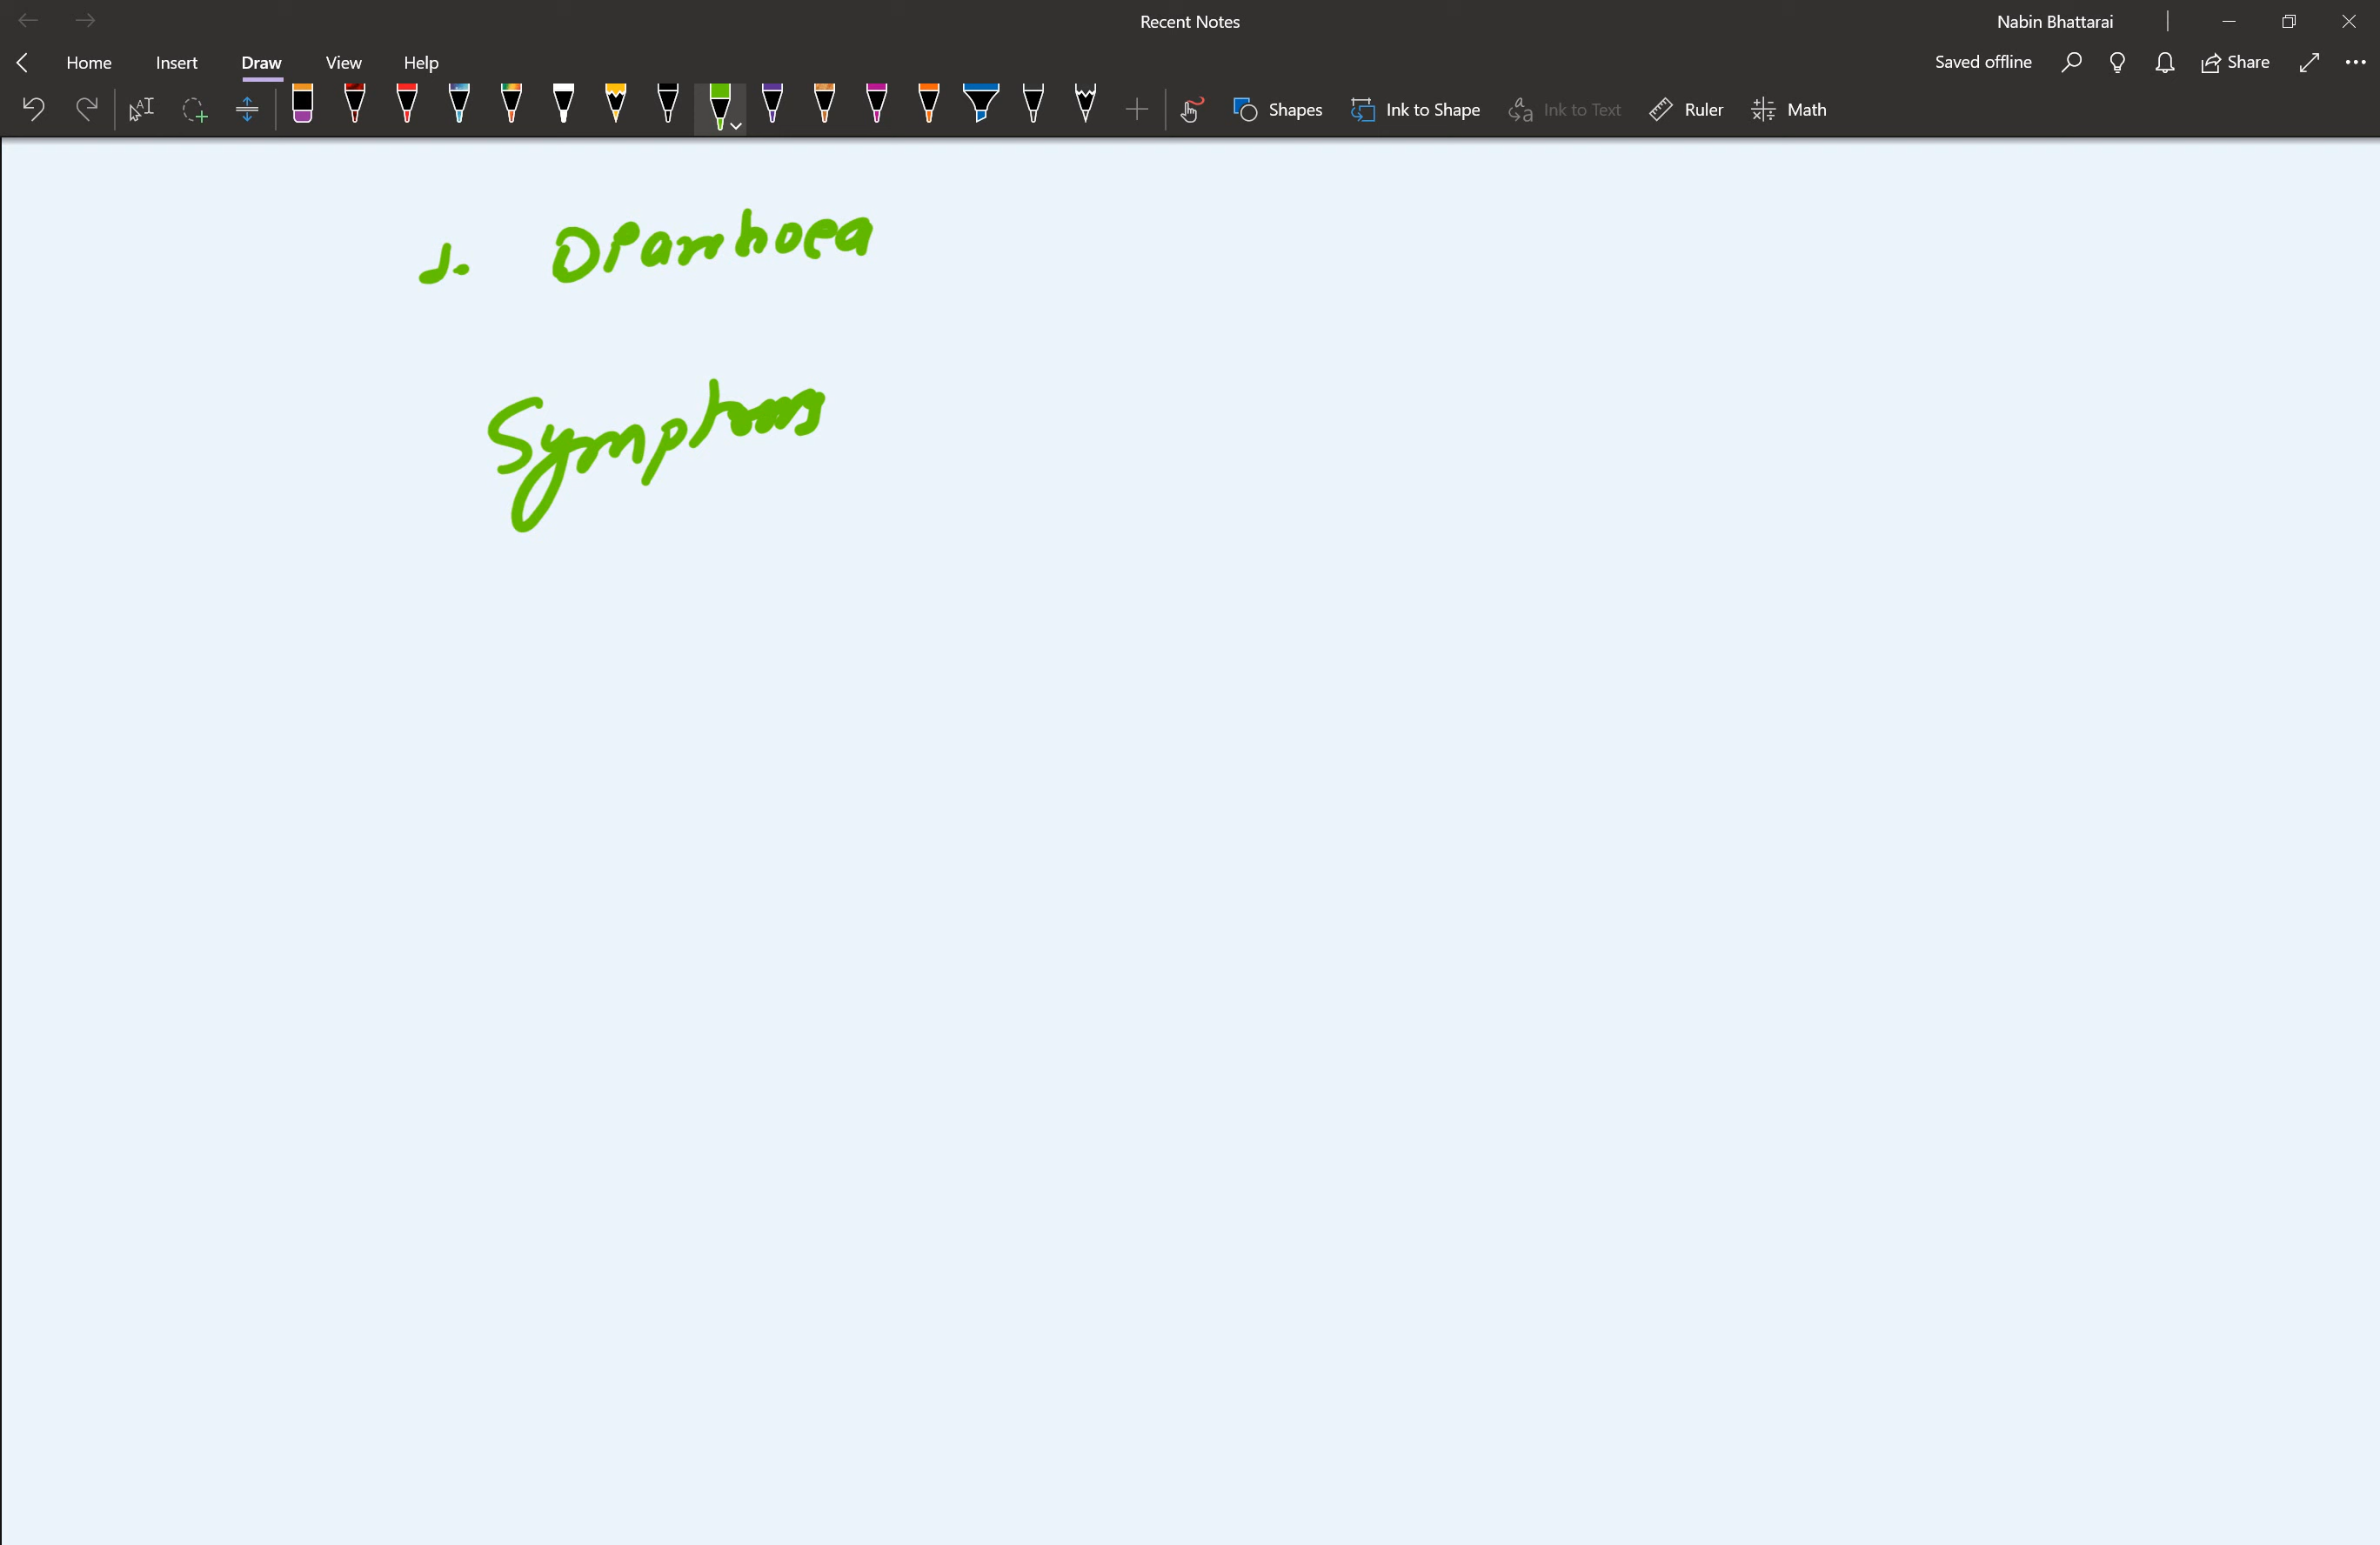 Recent Notes
Nabin Bhattarai
Home Insert Draw View Help
Saved offline
Share
Shapes Ink to Shape Ink to Text Ruler Math
1. Diarrhoea
Symptoms